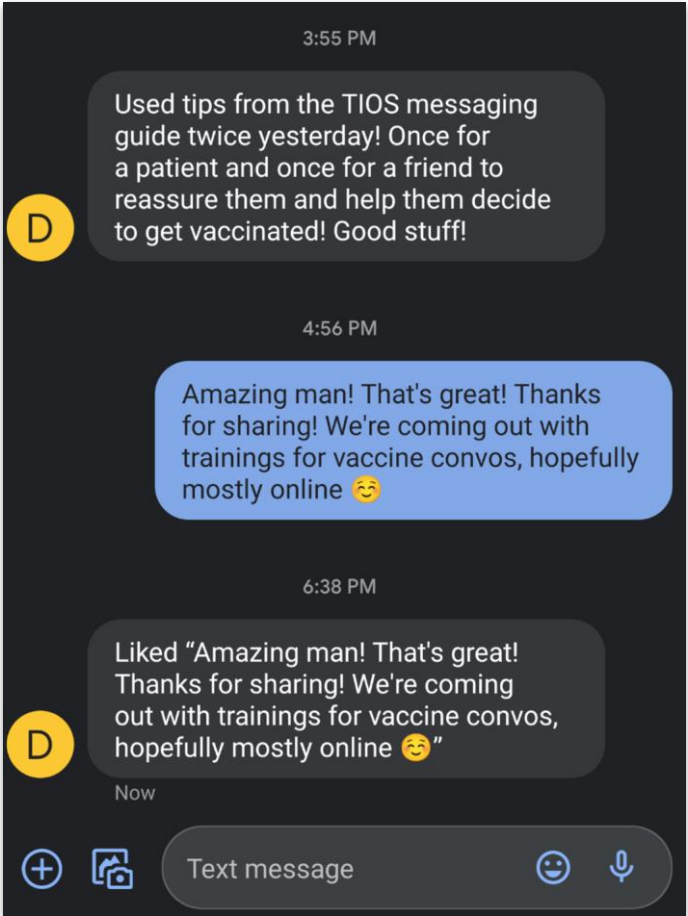 3:55 PM
Used tips from the TIOS messaging
guide twice yesterday! Once for
a patient and once for a friend to
reassure them and help them decide
to get vaccinated! Good stuff!
D
4:56 PM
Amazing man! That's great! Thanks
for sharing! We're coming out with
trainings for vaccine convos, hopefully
mostly online ☺️
6:38 PM
Liked “Amazing man! That's great!
Thanks for sharing! We're coming
out with trainings for vaccine convos,
hopefully mostly online ☺️”
D
Now
Text message